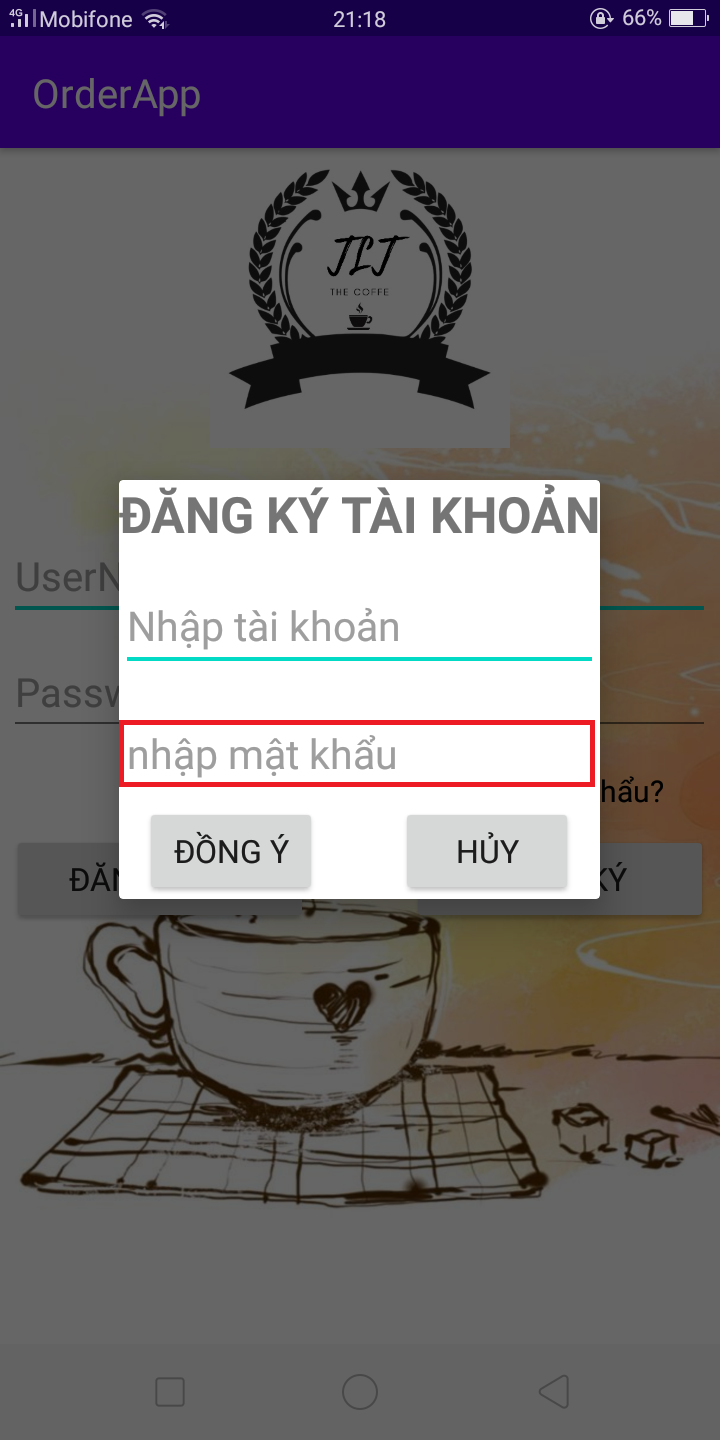 4G Mobifone 21:18 66%
OrderApp
TLT
THE COFFE
ĐĂNG KÝ TÀI KHOẢN
UserN
Nhập tài khoản
Passw
nhập mật khẩu
hẩu?
ĐỒNG Ý HỦY
ĐĂN KÝ